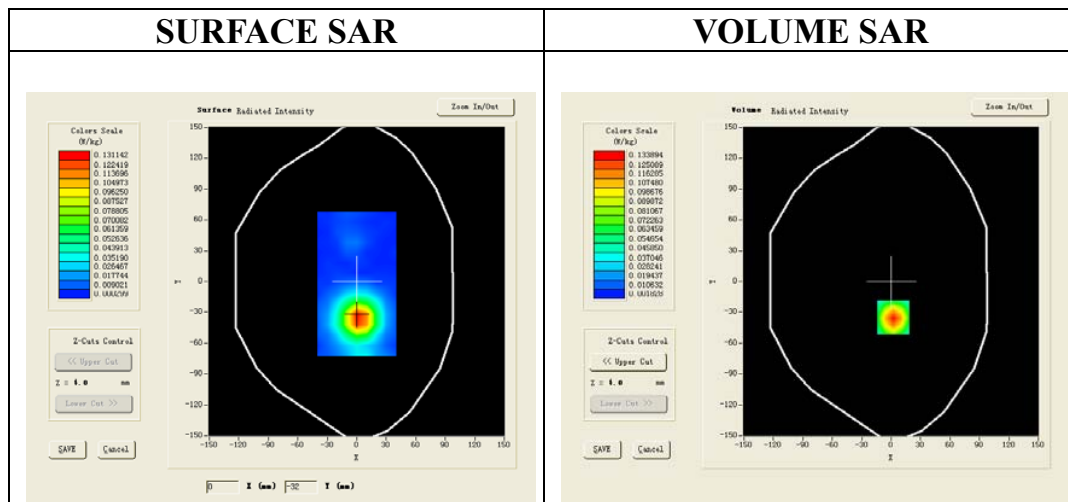 SURFACE SAR
VOLUME SAR
Surface Radiated Intensity
Zoom In/Out
Colors Scale
(W/kg)
0.131142
0.122419
0.113696
0.104973
0.096250
0.087527
0.078805
0.070082
0.061359
0.052636
0.043913
0.035190
0.026467
0.017744
0.009021
150
120
90
60
30
0
-30
-60
-90
-120
-150
Y
-150 -120 -90 -60 -30 0 30 60 90 120 150
X
Z-Cuts Control
<< Upper Cut
Z = 4.0 mm
Lower Cut >>
SAVE
Cancel
0 X (mm) -32 Y (mm)
Volume Radiated Intensity
Zoom In/Out
Colors Scale
(W/kg)
0.133894
0.125089
0.116285
0.107480
0.098676
0.089872
0.081067
0.072263
0.063459
0.054654
0.045850
0.037046
0.028241
0.019437
0.010632
150
120
90
60
30
0
-30
-60
-90
-120
-150
Y
-150 -120 -90 -60 -30 0 30 60 90 120 150
X
Z-Cuts Control
<< Upper Cut
Z = 4.0 mm
Lower Cut >>
SAVE
Cancel